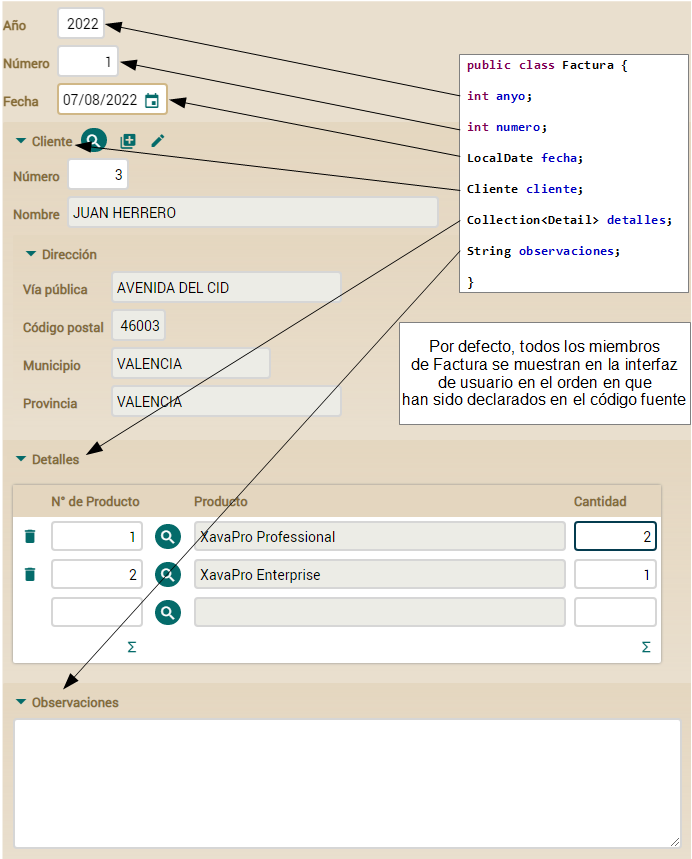 Año 2022
Número 1
Fecha 07/08/2022
public class Factura {
int anyo;
int numero;
LocalDate fecha;
Cliente cliente;
Collection<Detail> detalles;
String observaciones;
}
Por defecto, todos los miembros
de Factura se muestran en la interfaz
de usuario en el orden en que
han sido declarados en el código fuente
Cliente
Número 3
Nombre JUAN HERRERO
Dirección
Vía pública AVENIDA DEL CID
Código postal 46003
Municipio VALENCIA
Provincia VALENCIA
Detalles
N° de Producto Producto Cantidad
1 XavaPro Professional 2
2 XavaPro Enterprise 1
Σ Σ
Observaciones